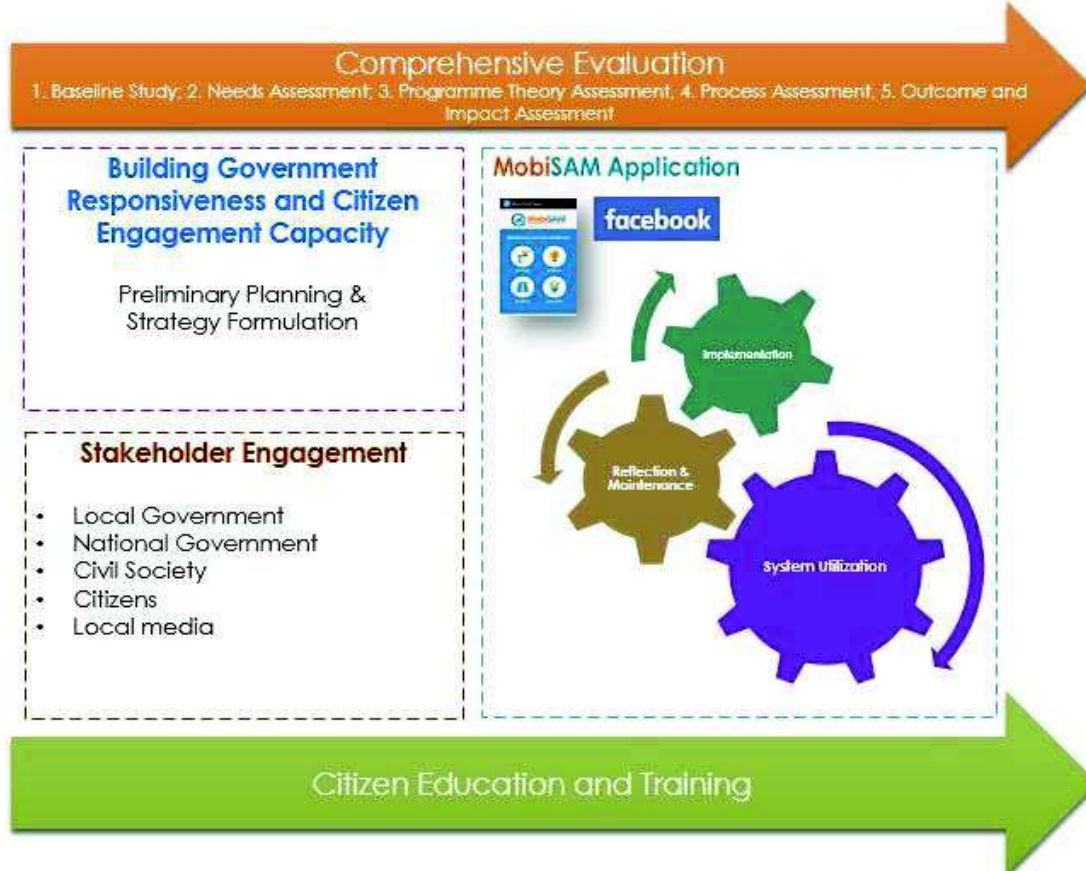 Comprehensive Evaluation
1. Baseline Study; 2. Needs Assessment; 3. Programme Theory Assessment, 4. Process Assessment, 5. Outcome and
Impact Assessment
Building Government
Responsiveness and Citizen
Engagement Capacity
Preliminary Planning &
Strategy Formulation
Stakeholder Engagement
• Local Government
• National Government
• Civil Society
• Citizens
• Local media
MobiSAM Application
MobiSAM
facebook
Implementation
Reflection &
Maintenance
System Utilization
Citizen Education and Training